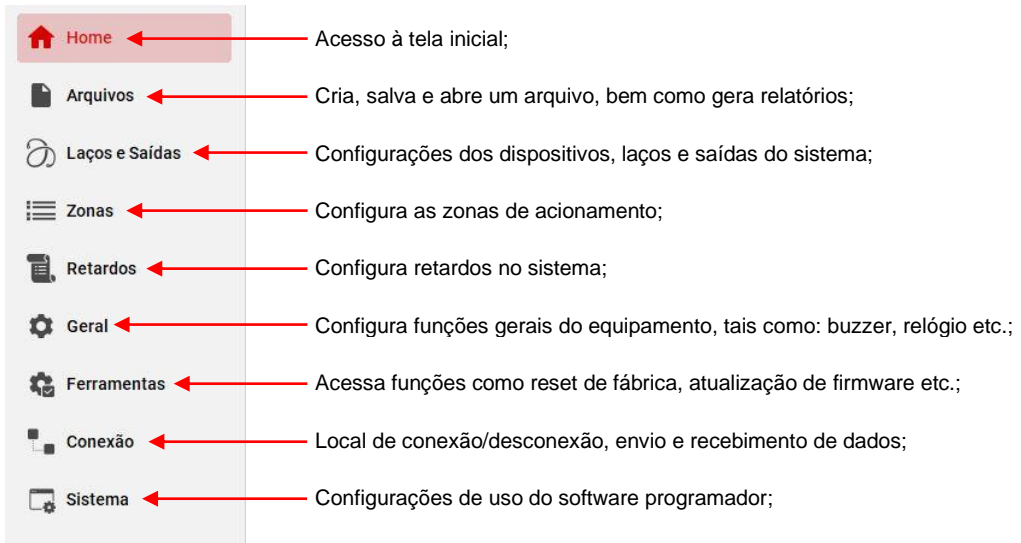 Home Acesso à tela inicial;
Arquivos Cria, salva e abre um arquivo, bem como gera relatórios;
Laços e Saídas Configurações dos dispositivos, laços e saídas do sistema;
Zonas Configura as zonas de acionamento;
Retardos Configura retardos no sistema;
Geral Configura funções gerais do equipamento, tais como: buzzer, relógio etc.;
Ferramentas Acessa funções como reset de fábrica, atualização de firmware etc.;
Conexão Local de conexão/desconexão, envio e recebimento de dados;
Sistema Configurações de uso do software programador;